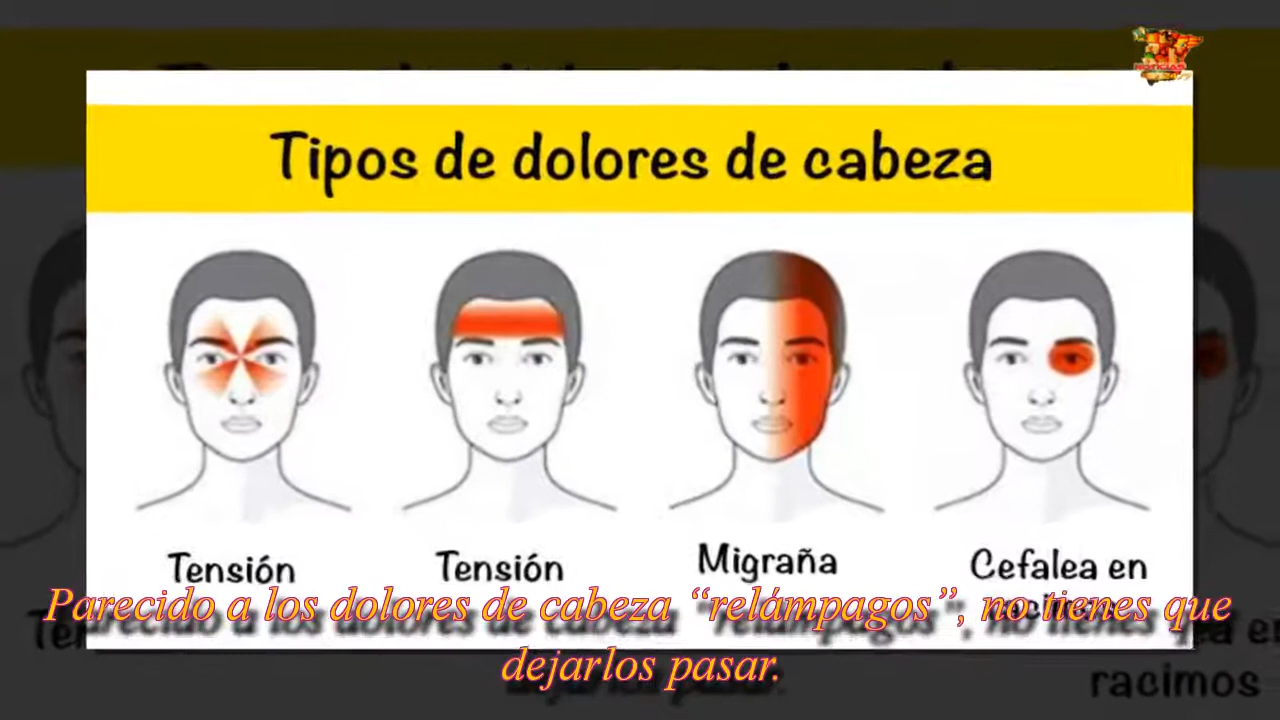 Tipos de dolores de cabeza
Tensión
Tensión
Migraña
Cefalea en
Parecido a los dolores de cabeza “relámpagos”, no tienes que
dejarlos pasar.
racimos